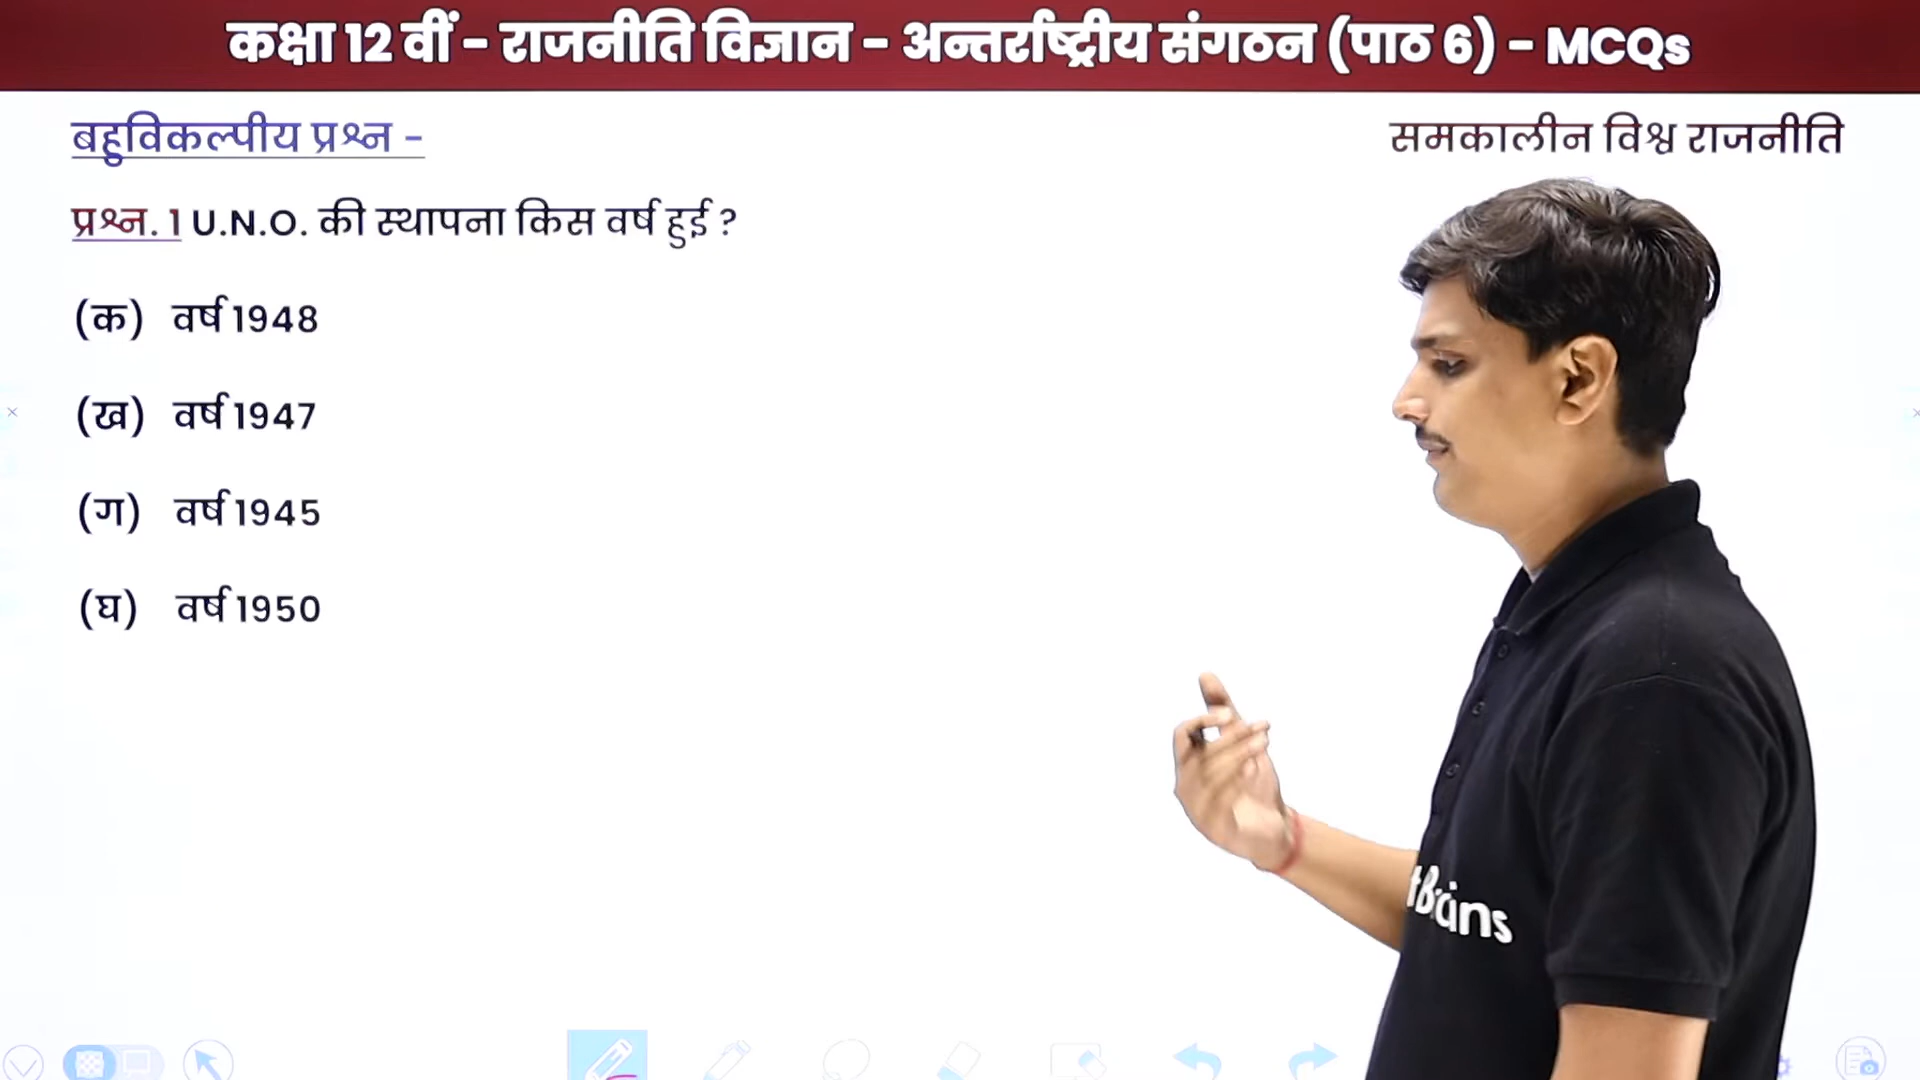 कक्षा 12 वीं - राजनीति विज्ञान - अन्तर्राष्ट्रीय संगठन (पाठ 6) - MCQs
बहुविकल्पीय प्रश्न -
समकालीन विश्व राजनीति
प्रश्न. 1 U.N.O. की स्थापना किस वर्ष हुई ?
(क) वर्ष 1948
(ख) वर्ष 1947
(ग) वर्ष 1945
(घ) वर्ष 1950